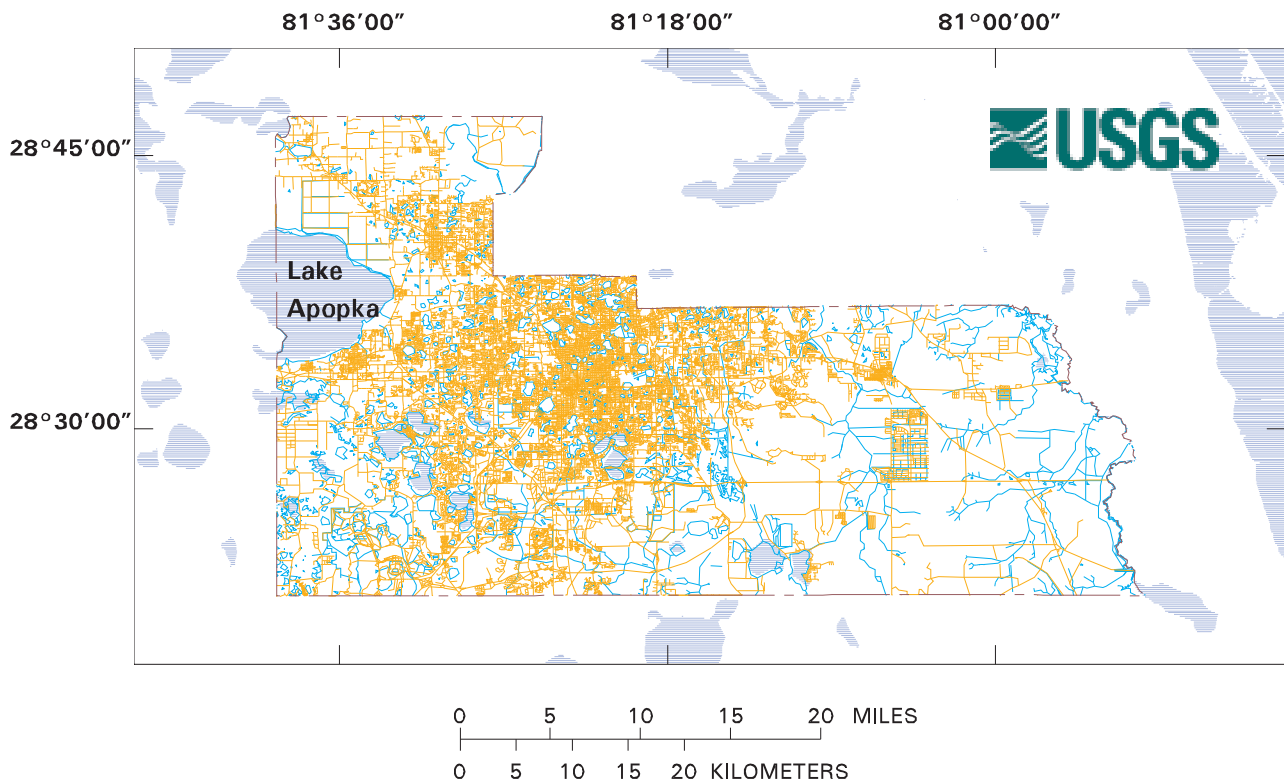 81°36′00″ 81°18′00″ 81°00′00″
USGS
28°45′00″
Lake
Apopka
28°30′00″
0 5 10 15 20 MILES
0 5 10 15 20 KILOMETERS